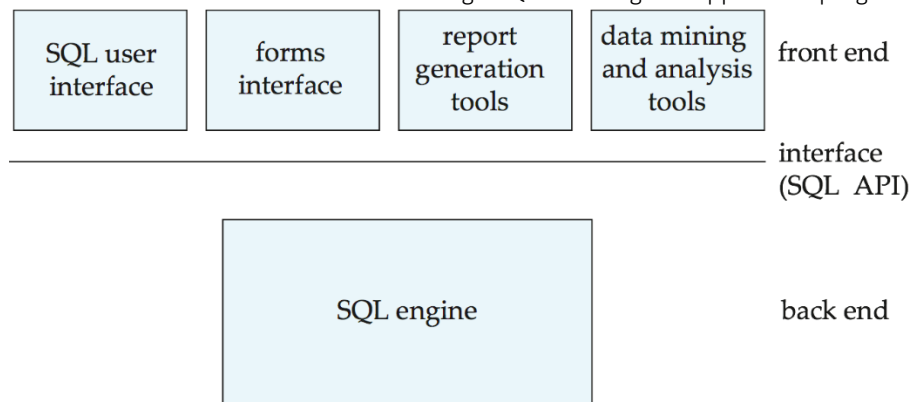 SQL user
interface
forms
interface
report
generation
tools
data mining
and analysis
tools
front end
interface
(SQL API)
SQL engine
back end